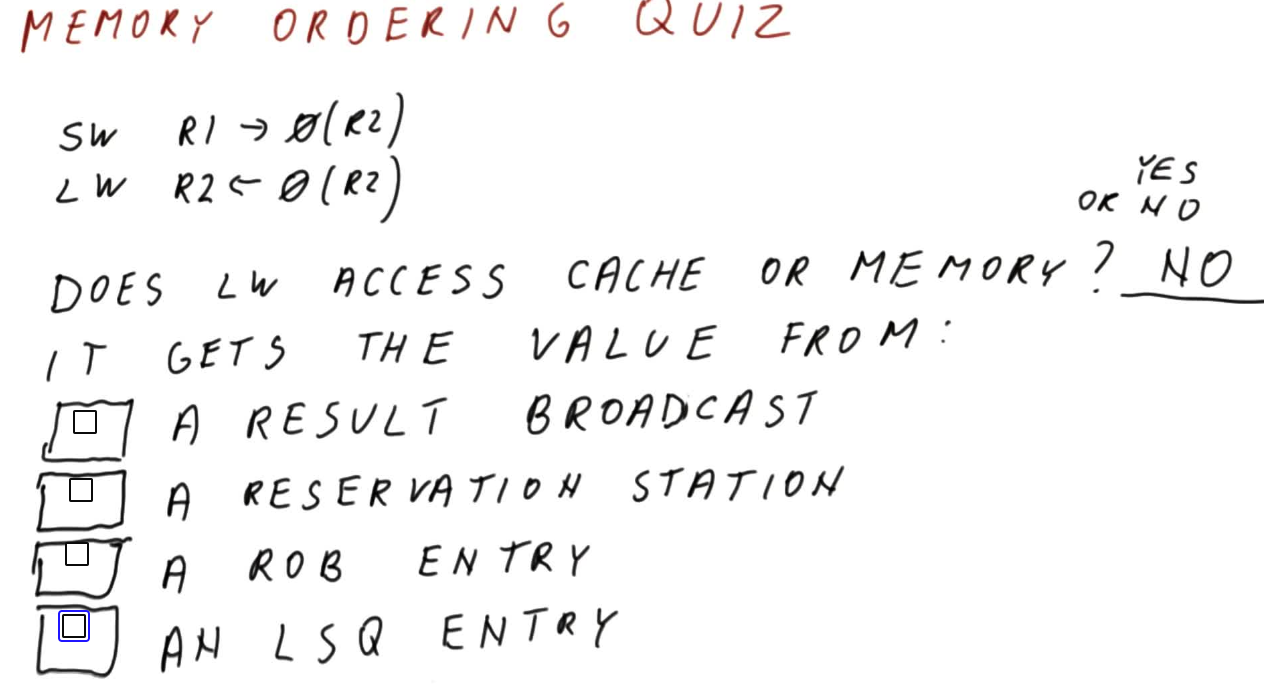 MEMORY ORDERING QUIZ
SW R1 → 0(R2)
LW R2 ← 0(R2)
YES
OR NO
DOES LW ACCESS CACHE OR MEMORY? NO
IT GETS THE VALUE FROM:
A RESULT BROADCAST
A RESERVATION STATION
A ROB ENTRY
AN LSQ ENTRY